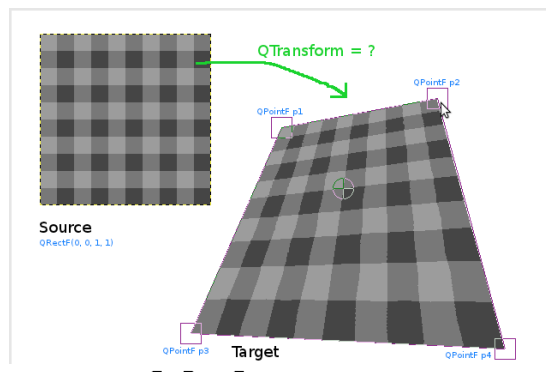 QTransform = ?
QPointF p2
QPointF p1
Source
QRectF(0, 0, 1, 1)
QPointF p3
Target
QPointF p4